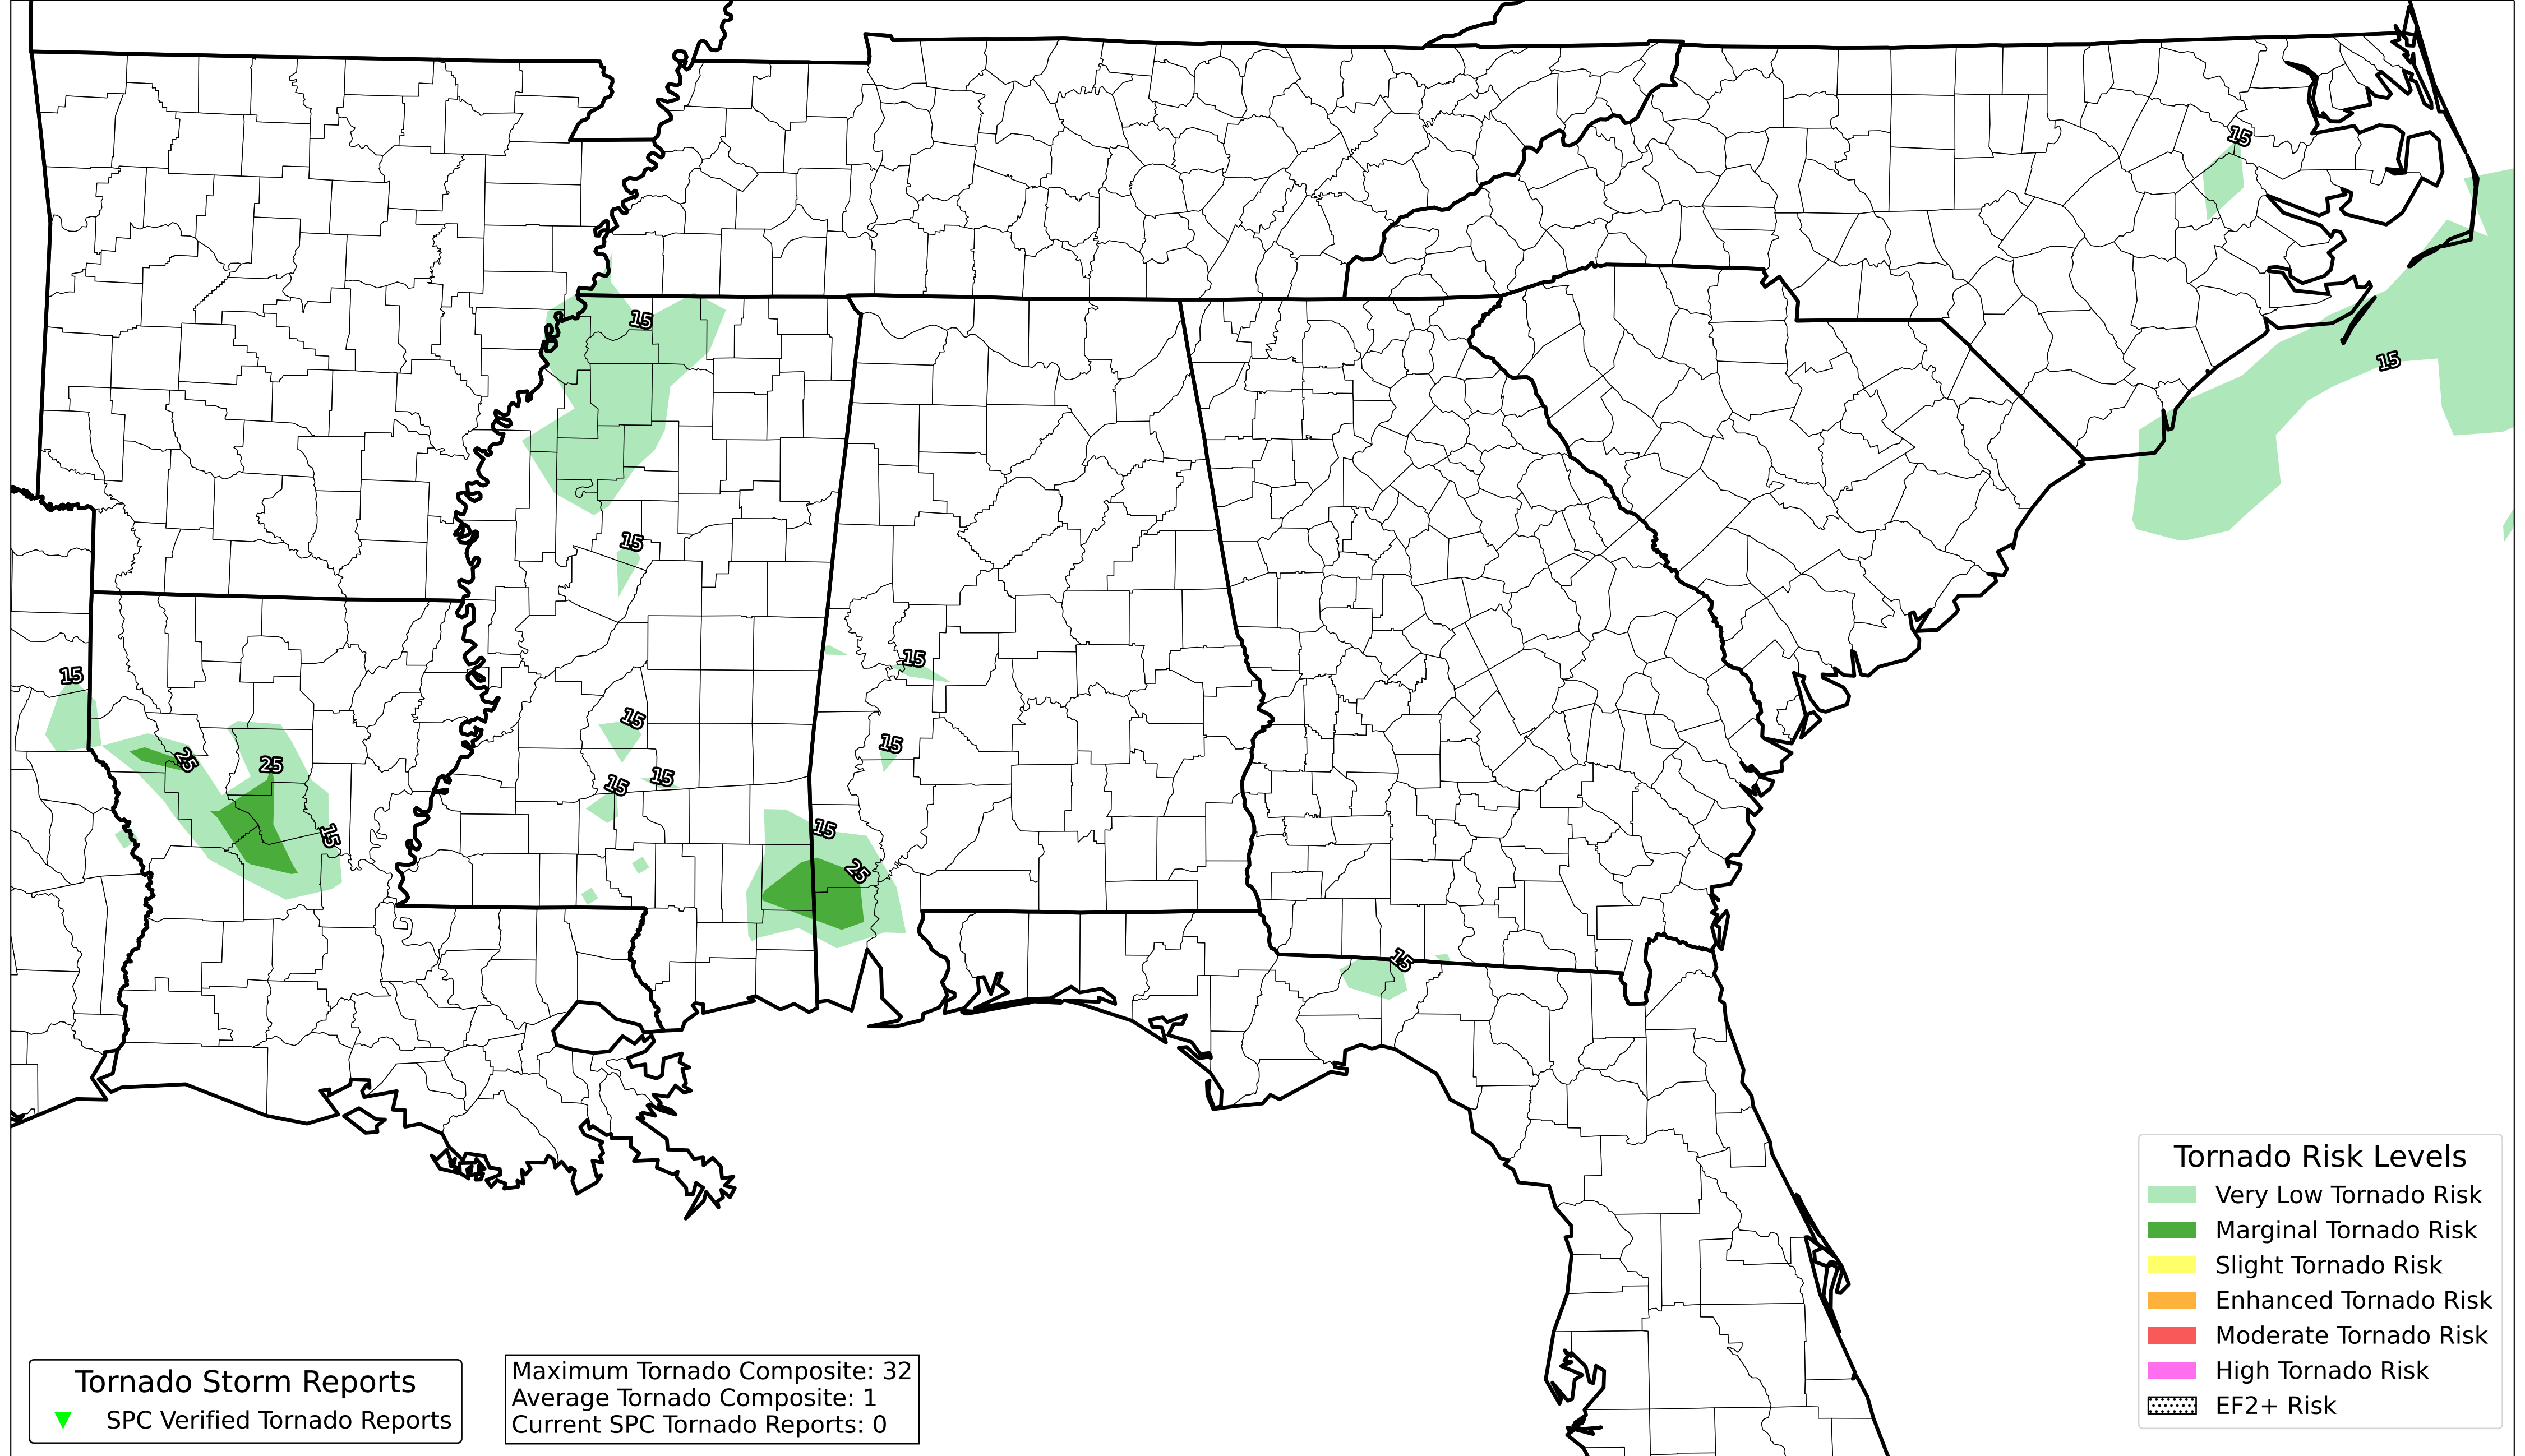 15
15
15
15
15
15
15
25
25
15
15
15
15
15
15
25
15
Tornado Risk Levels
Very Low Tornado Risk
Marginal Tornado Risk
Slight Tornado Risk
Enhanced Tornado Risk
Moderate Tornado Risk
High Tornado Risk
EF2+ Risk
Tornado Storm Reports
SPC Verified Tornado Reports
Maximum Tornado Composite: 32
Average Tornado Composite: 1
Current SPC Tornado Reports: 0